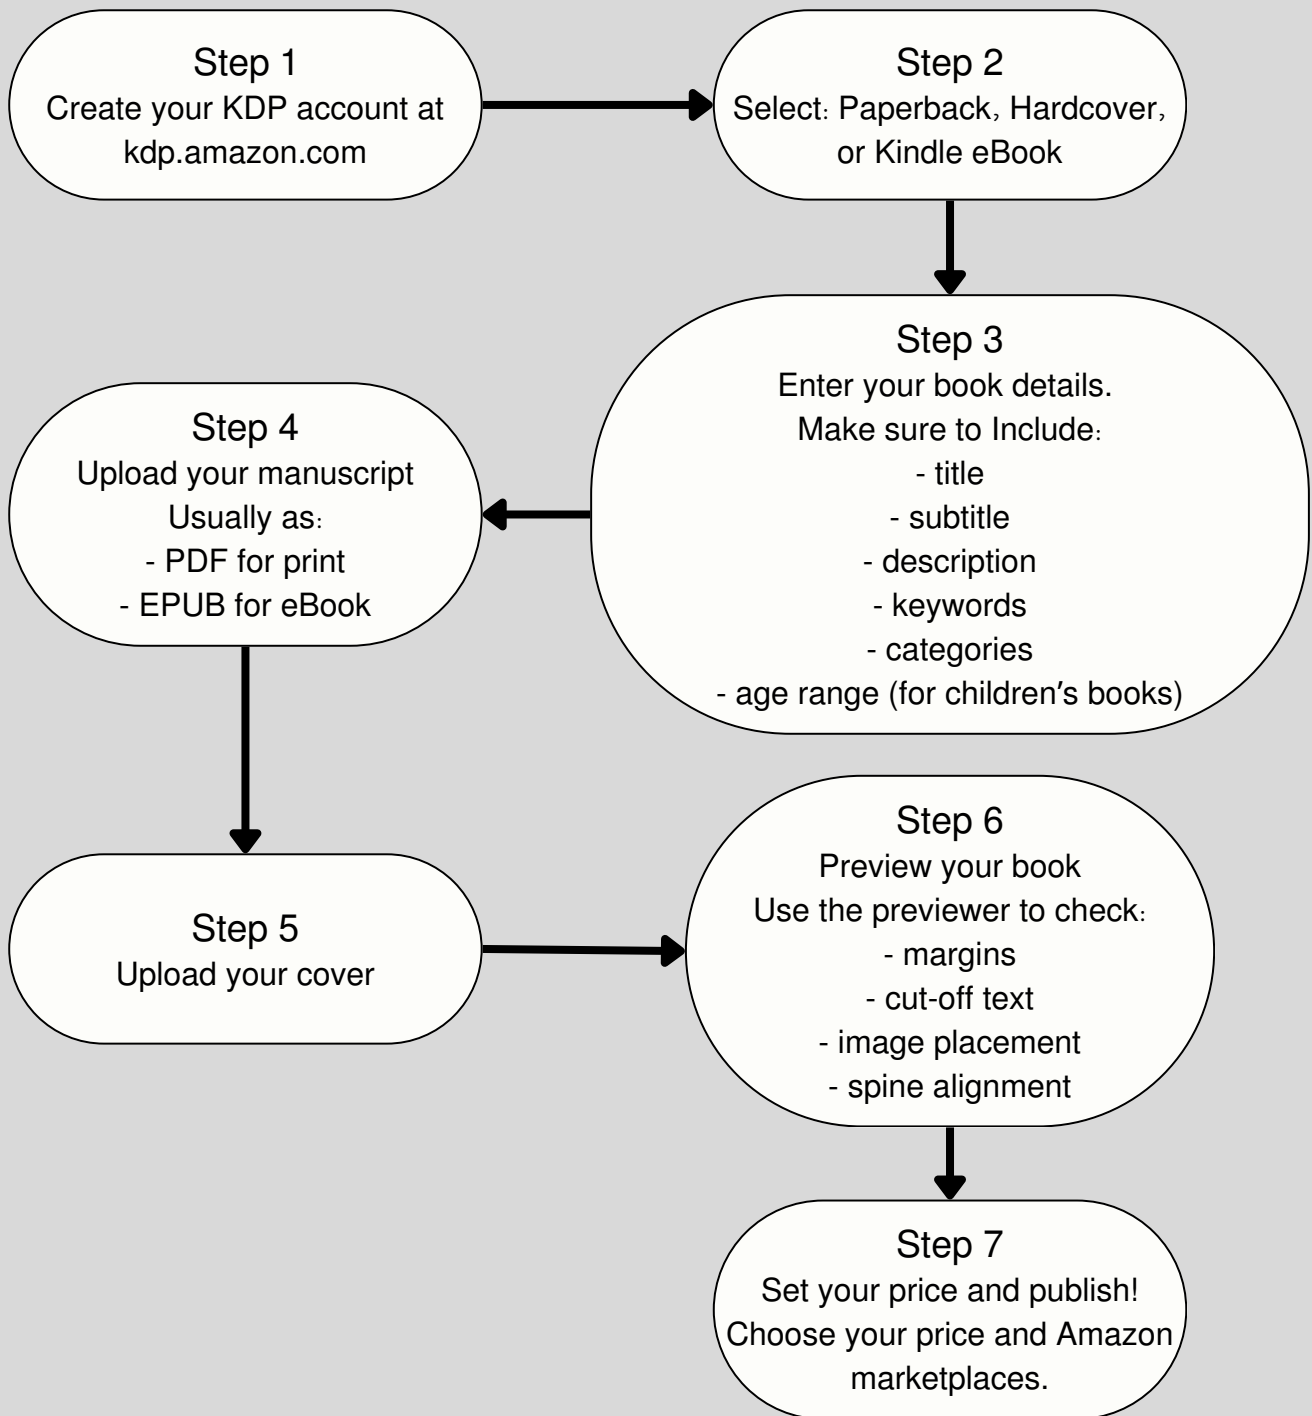 Step 1
Create your KDP account at
kdp.amazon.com
Step 2
Select: Paperback, Hardcover,
or Kindle eBook
Step 3
Enter your book details.
Make sure to Include:
- title
- subtitle
- description
- keywords
- categories
- age range (for children's books)
Step 4
Upload your manuscript
Usually as:
- PDF for print
- EPUB for eBook
Step 5
Upload your cover
Step 6
Preview your book
Use the previewer to check:
- margins
- cut-off text
- image placement
- spine alignment
Step 7
Set your price and publish!
Choose your price and Amazon
marketplaces.